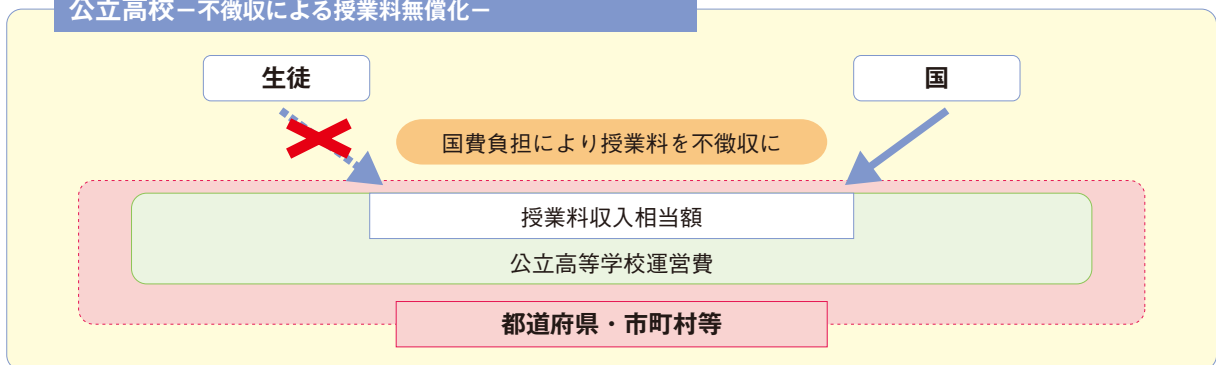 公立高校−不徴収による授業料無償化−
生徒
国
国費負担により授業料を不徴収に
授業料収入相当額
公立高等学校運営費
都道府県・市町村等